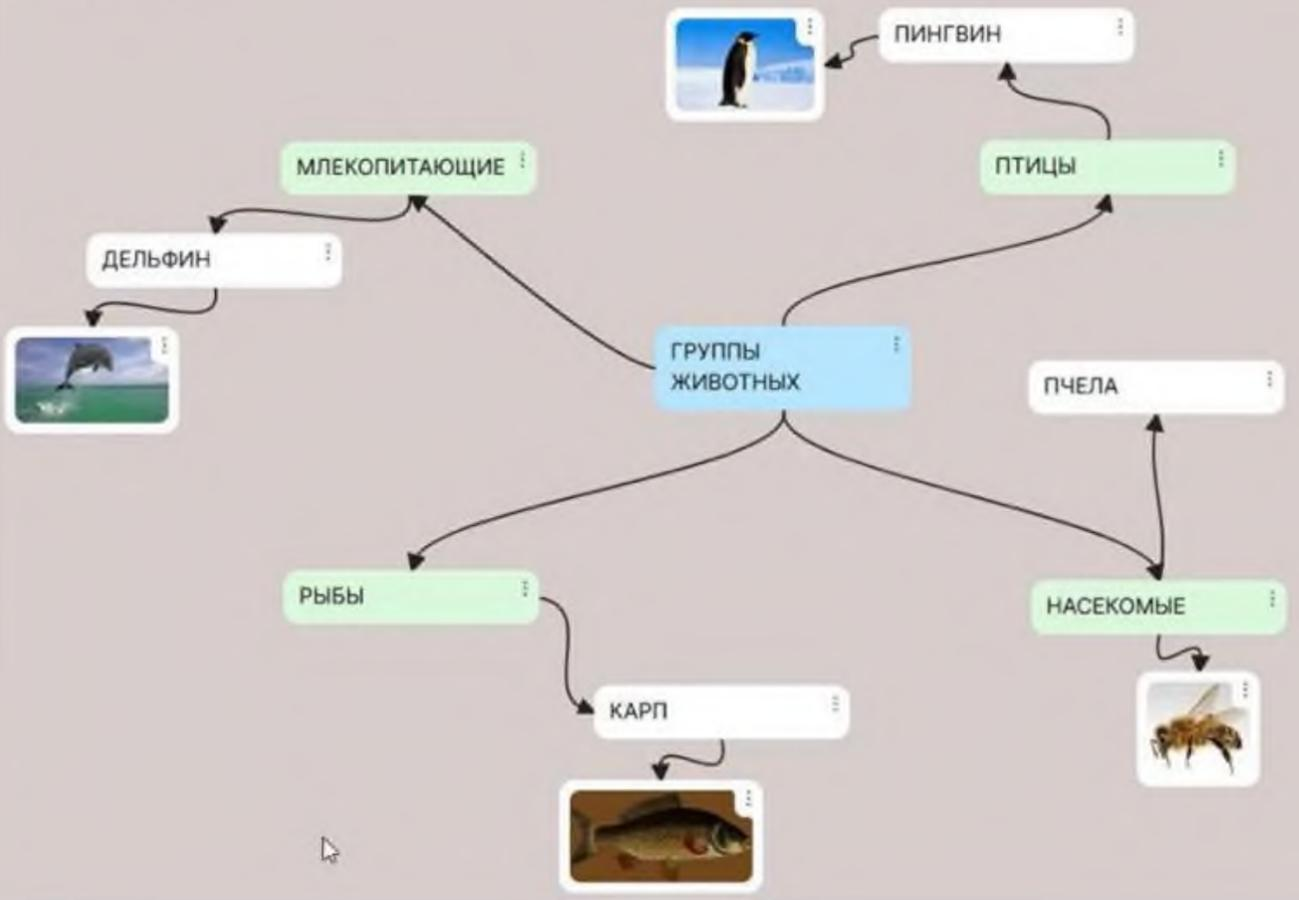 ПИНГВИН
МЛЕКОПИТАЮЩИЕ
ПТИЦЫ
ДЕЛЬФИН
ГРУППЫ
ЖИВОТНЫХ
ПЧЕЛА
РЫБЫ
НАСЕКОМЫЕ
КАРП